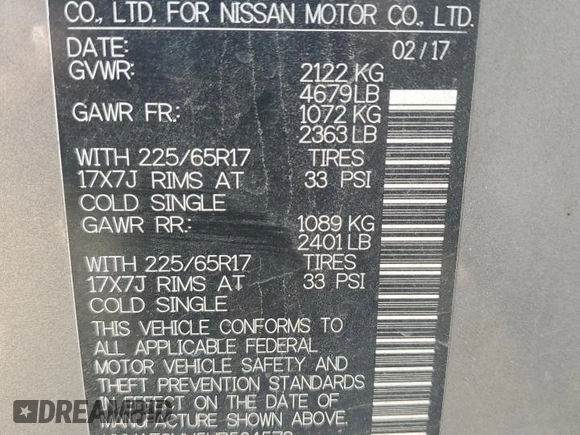 CO., LTD. FOR NISSAN MOTOR CO., LTD.
DATE: 02/17
GVWR: 2122 KG
4679LB
GAWR FR: 1072 KG
2363 LB
WITH 225/65R17 TIRES
17X7J RIMS AT 33 PSI
COLD SINGLE
GAWR RR: 1089 KG
2401LB
WITH 225/65R17 TIRES
17X7J RIMS AT 33 PSI
COLD SINGLE
THIS VEHICLE CONFORMS TO
ALL APPLICABLE FEDERAL
MOTOR VEHICLE SAFETY AND
THEFT PREVENTION STANDARDS
IN EFFECT ON THE DATE OF
MANUFACTURE SHOWN ABOVE.